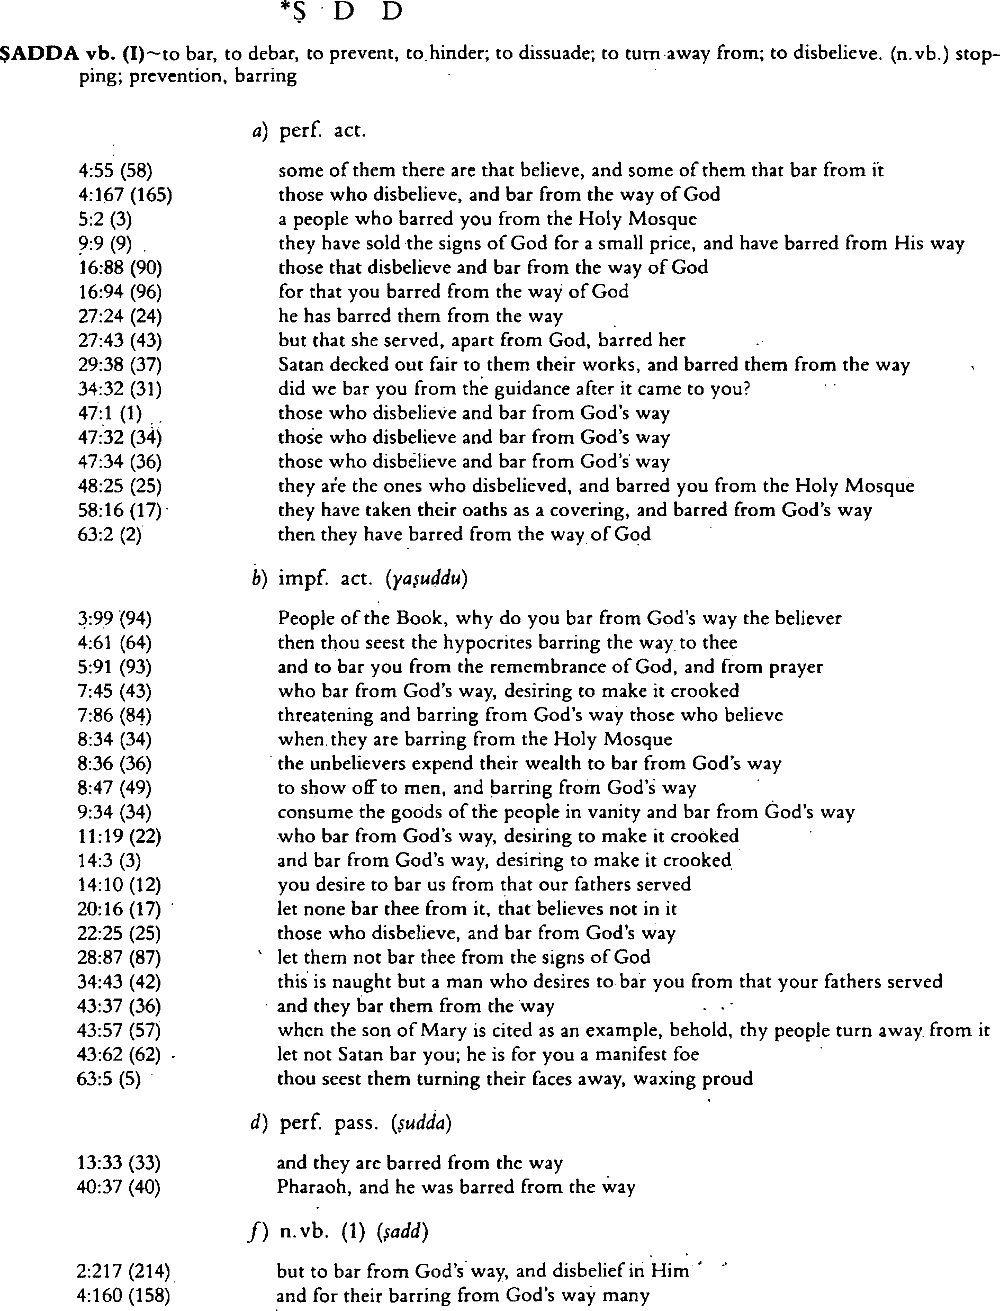 *Ṣ D D
ṢADDA vb. (I)~to bar, to debar, to prevent, to hinder; to dissuade; to turn away from; to disbelieve. (n.vb.) stop-
ping; prevention, barring
a) perf. act.
4:55 (58) some of them there are that believe, and some of them that bar from it
4:167 (165) those who disbelieve, and bar from the way of God
5:2 (3) a people who barred you from the Holy Mosque
9:9 (9) they have sold the signs of God for a small price, and have barred from His way
16:88 (90) those that disbelieve and bar from the way of God
16:94 (96) for that you barred from the way of God
27:24 (24) he has barred them from the way
27:43 (43) but that she served, apart from God, barred her
29:38 (37) Satan decked out fair to them their works, and barred them from the way
34:32 (31) did we bar you from the guidance after it came to you?
47:1 (1) those who disbelieve and bar from God's way
47:32 (34) those who disbelieve and bar from God's way
47:34 (36) those who disbelieve and bar from God's way
48:25 (25) they are the ones who disbelieved, and barred you from the Holy Mosque
58:16 (17) they have taken their oaths as a covering, and barred from God's way
63:2 (2) then they have barred from the way of God
b) impf. act. (yaṣuddu)
3:99 (94) People of the Book, why do you bar from God's way the believer
4:61 (64) then thou seest the hypocrites barring the way to thee
5:91 (93) and to bar you from the remembrance of God, and from prayer
7:45 (43) who bar from God's way, desiring to make it crooked
7:86 (84) threatening and barring from God's way those who believe
8:34 (34) when they are barring from the Holy Mosque
8:36 (36) the unbelievers expend their wealth to bar from God's way
8:47 (49) to show off to men, and barring from God's way
9:34 (34) consume the goods of the people in vanity and bar from God's way
11:19 (22) who bar from God's way, desiring to make it crooked
14:3 (3) and bar from God's way, desiring to make it crooked
14:10 (12) you desire to bar us from that our fathers served
20:16 (17) let none bar thee from it, that believes not in it
22:25 (25) those who disbelieve, and bar from God's way
28:87 (87) let them not bar thee from the signs of God
34:43 (42) this is naught but a man who desires to bar you from that your fathers served
43:37 (36) and they bar them from the way
43:57 (57) when the son of Mary is cited as an example, behold, thy people turn away from it
43:62 (62) let not Satan bar you; he is for you a manifest foe
63:5 (5) thou seest them turning their faces away, waxing proud
d) perf. pass. (ṣudda)
13:33 (33) and they are barred from the way
40:37 (40) Pharaoh, and he was barred from the way
f) n.vb. (1) (ṣadd)
2:217 (214) but to bar from God's way, and disbelief in Him
4:160 (158) and for their barring from God's way many